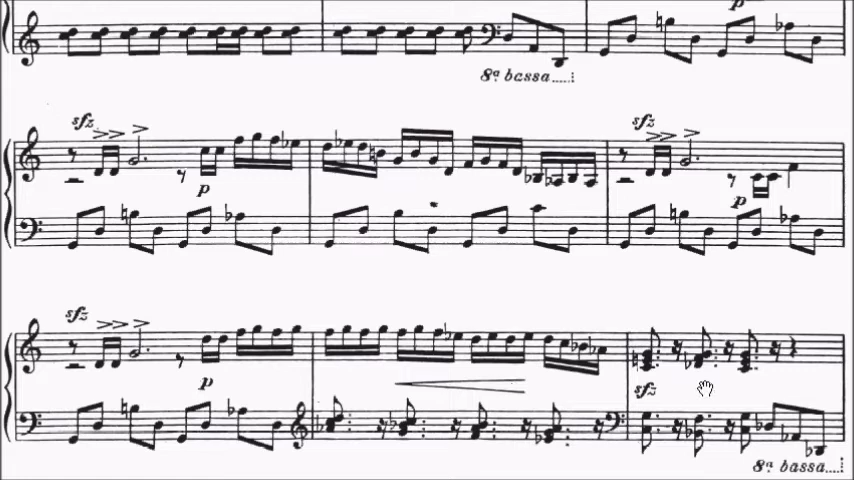 p
8ª bassa
sfz sfz
p p
sfz
p sfz
8ª bassa